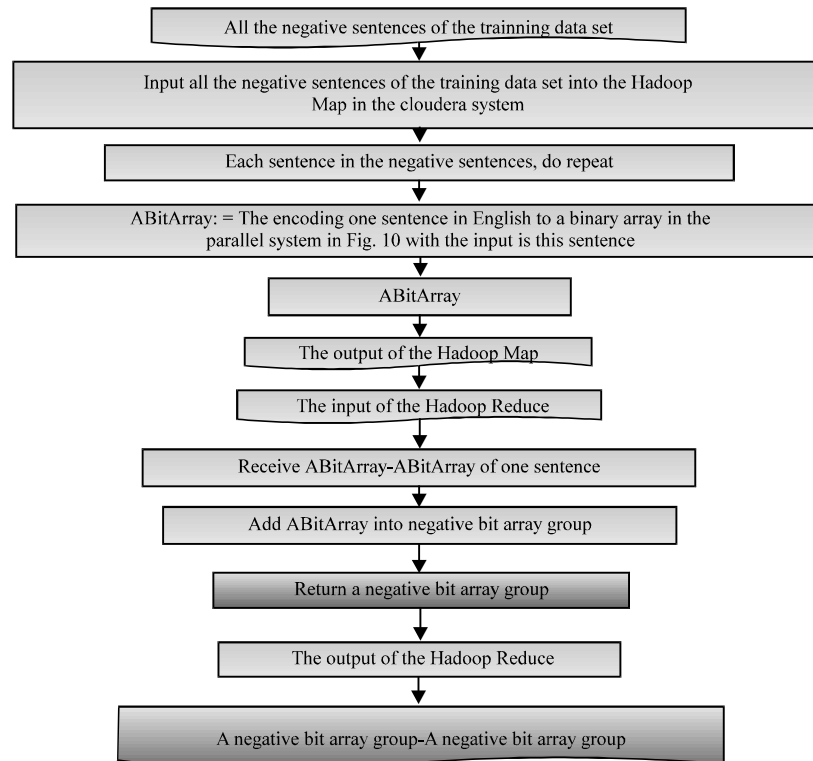 All the negative sentences of the trainning data set
Input all the negative sentences of the training data set into the Hadoop
Map in the cloudera system
Each sentence in the negative sentences, do repeat
ABitArray: = The encoding one sentence in English to a binary array in the
parallel system in Fig. 10 with the input is this sentence
ABitArray
The output of the Hadoop Map
The input of the Hadoop Reduce
Receive ABitArray-ABitArray of one sentence
Add ABitArray into negative bit array group
Return a negative bit array group
The output of the Hadoop Reduce
A negative bit array group-A negative bit array group